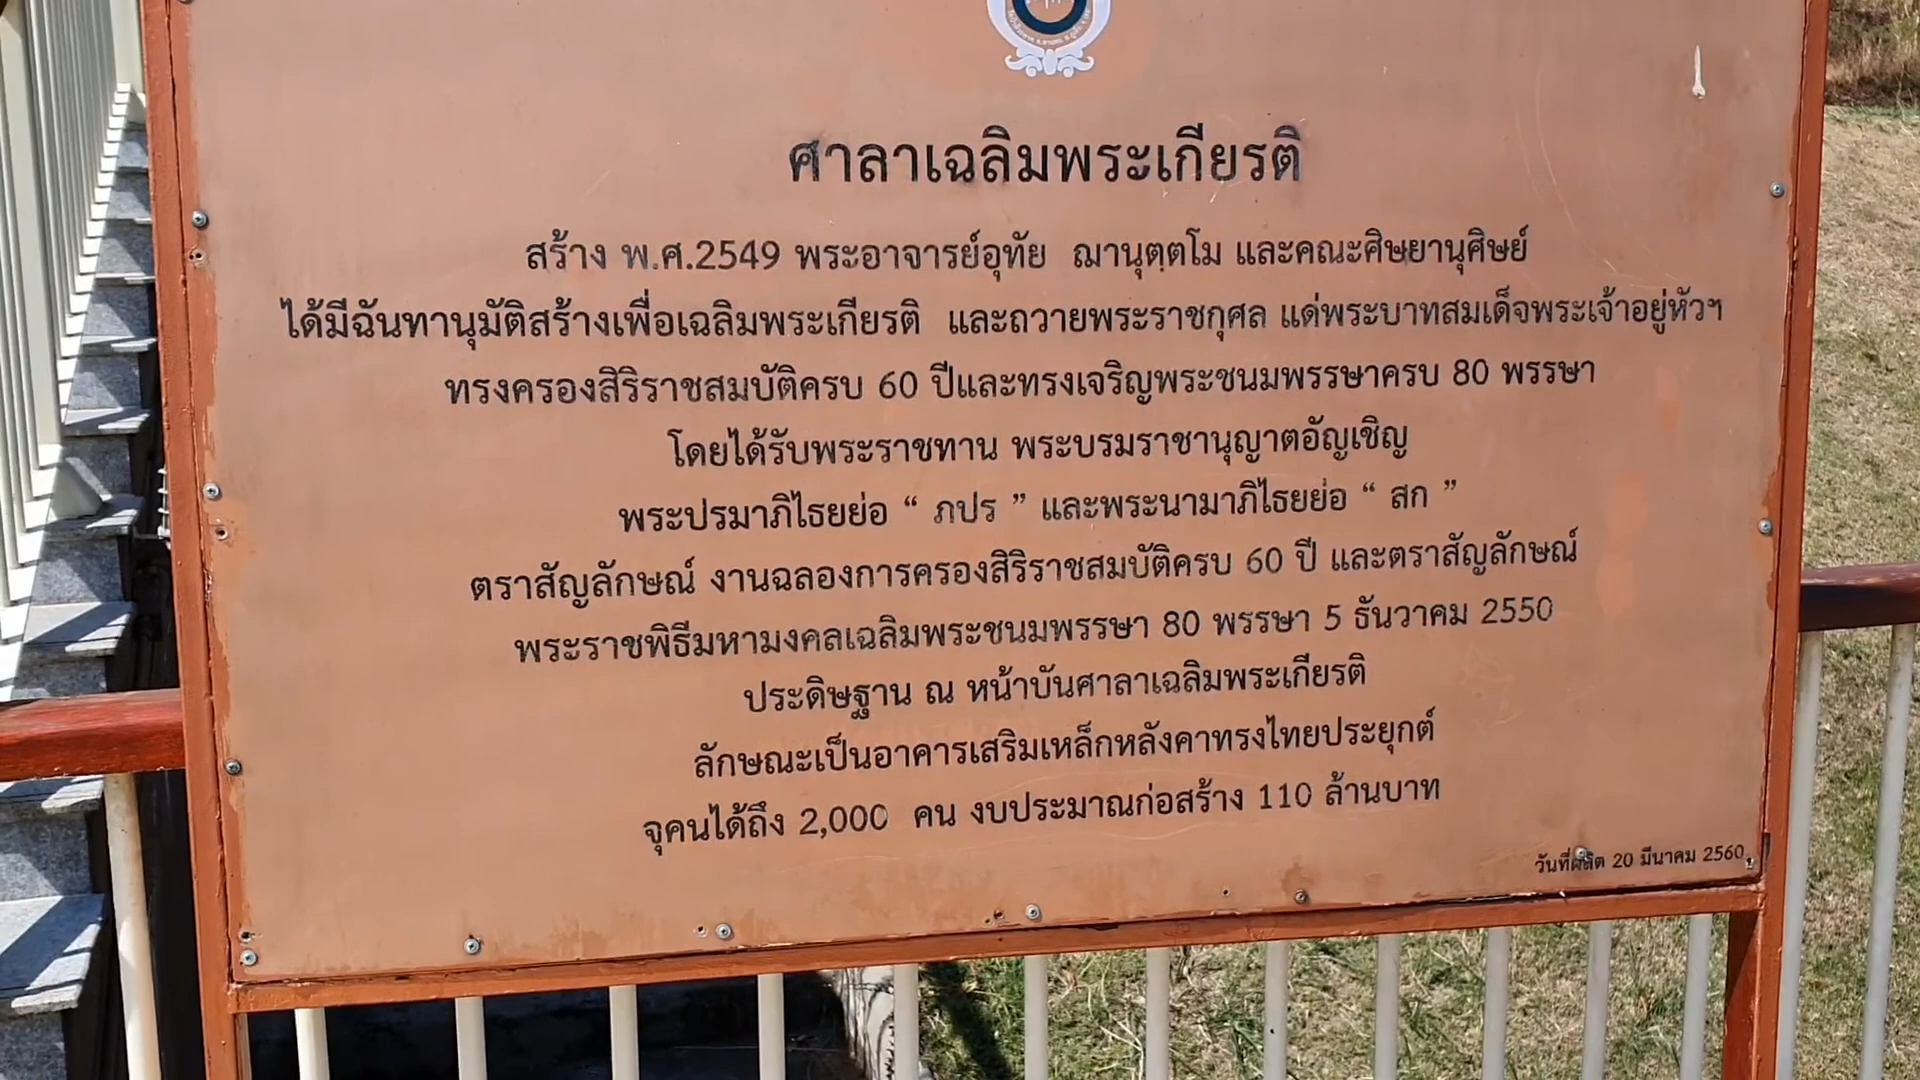 ศาลาเฉลิมพระเกียรติ
สร้าง พ.ศ.2549 พระอาจารย์อุทัย ฌานุตฺตโม และคณะศิษยานุศิษย์
ได้มีฉันทานุมัติสร้างเพื่อเฉลิมพระเกียรติ และถวายพระราชกุศล แด่พระบาทสมเด็จพระเจ้าอยู่หัวฯ
ทรงครองสิริราชสมบัติครบ 60 ปีและทรงเจริญพระชนมพรรษาครบ 80 พรรษา
โดยได้รับพระราชทาน พระบรมราชานุญาตอัญเชิญ
พระปรมาภิไธยย่อ “ ภปร ” และพระนามาภิไธยย่อ “ สก ”
ตราสัญลักษณ์ งานฉลองการครองสิริราชสมบัติครบ 60 ปี และตราสัญลักษณ์
พระราชพิธีมหามงคลเฉลิมพระชนมพรรษา 80 พรรษา 5 ธันวาคม 2550
ประดิษฐาน ณ หน้าบันศาลาเฉลิมพระเกียรติ
ลักษณะเป็นอาคารเสริมเหล็กหลังคาทรงไทยประยุกต์
จุคนได้ถึง 2,000 คน งบประมาณก่อสร้าง 110 ล้านบาท
วันที่ผลิต 20 มีนาคม 2560